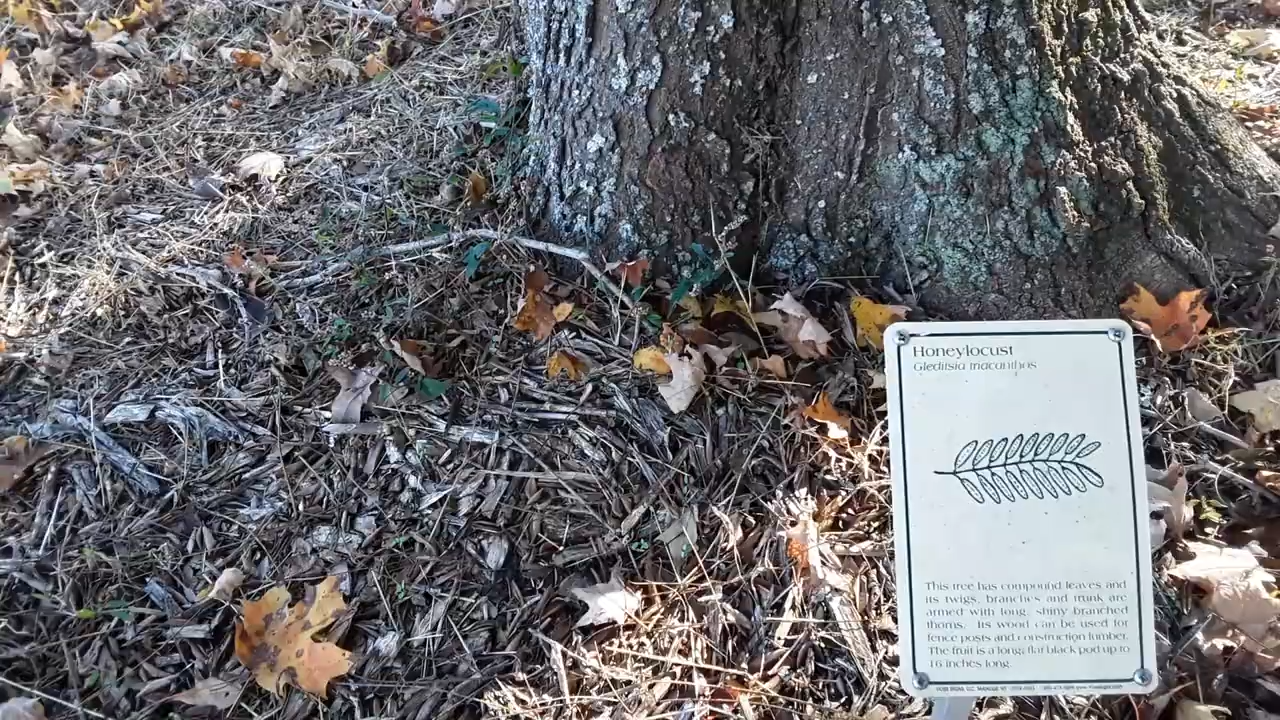 Honeylocust
Gleditsia triacanthos
This tree has compound leaves and
its twigs, branches and trunk are
armed with long, shiny branched
thorns. Its wood can be used for
fence posts and construction lumber.
The fruit is a long, flat black pod up to
16 inches long.